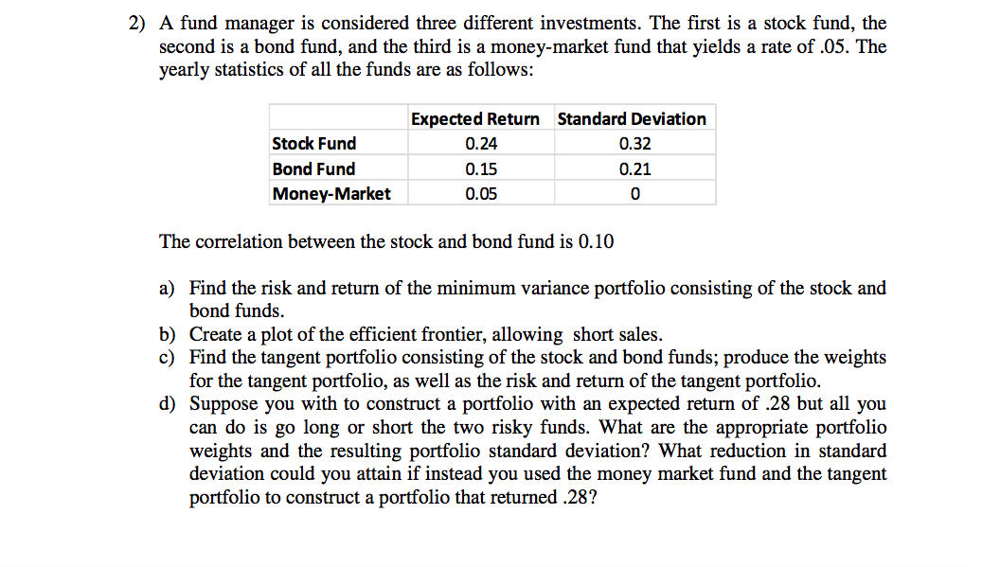 2) A fund manager is considered three different investments. The first is a stock fund, the
second is a bond fund, and the third is a money-market fund that yields a rate of .05. The
yearly statistics of all the funds are as follows:
Expected Return Standard Deviation
Stock Fund 0.24 0.32
Bond Fund 0.15 0.21
Money-Market 0.05 0
The correlation between the stock and bond fund is 0.10
a) Find the risk and return of the minimum variance portfolio consisting of the stock and
bond funds.
b) Create a plot of the efficient frontier, allowing short sales.
c) Find the tangent portfolio consisting of the stock and bond funds; produce the weights
for the tangent portfolio, as well as the risk and return of the tangent portfolio.
d) Suppose you with to construct a portfolio with an expected return of .28 but all you
can do is go long or short the two risky funds. What are the appropriate portfolio
weights and the resulting portfolio standard deviation? What reduction in standard
deviation could you attain if instead you used the money market fund and the tangent
portfolio to construct a portfolio that returned .28?